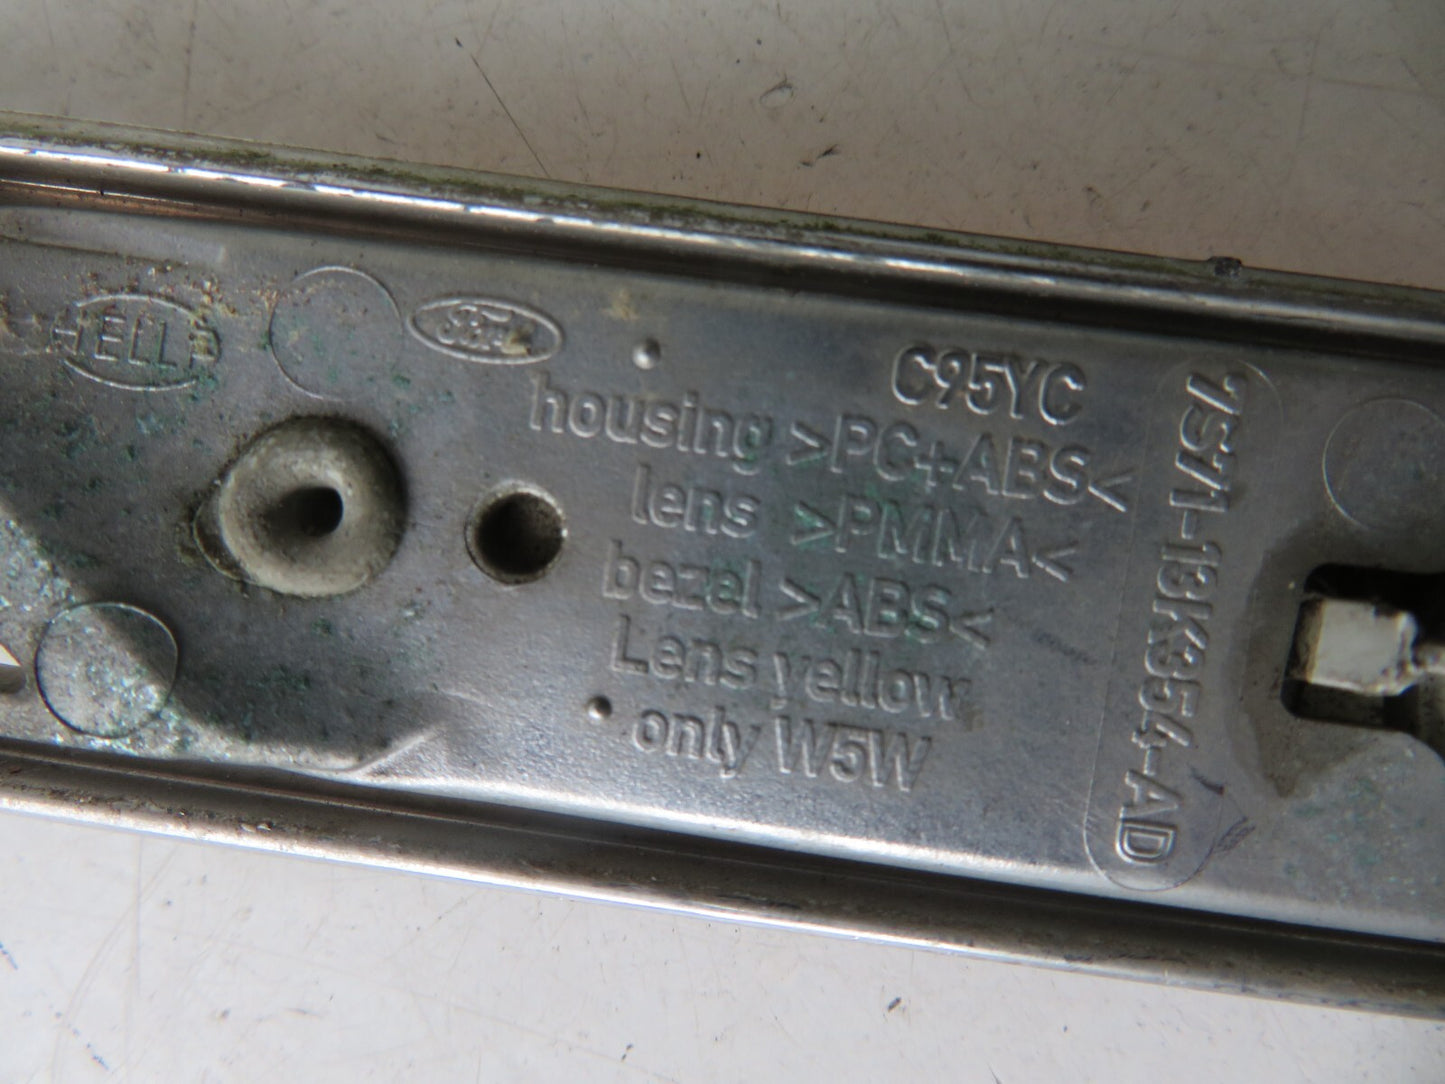 HELLA
Ford
C95YC
housing >PC+ABS<
lens >PMMA<
bezel >ABS<
Lens yellow
only W5W
7S71-13K354-AD